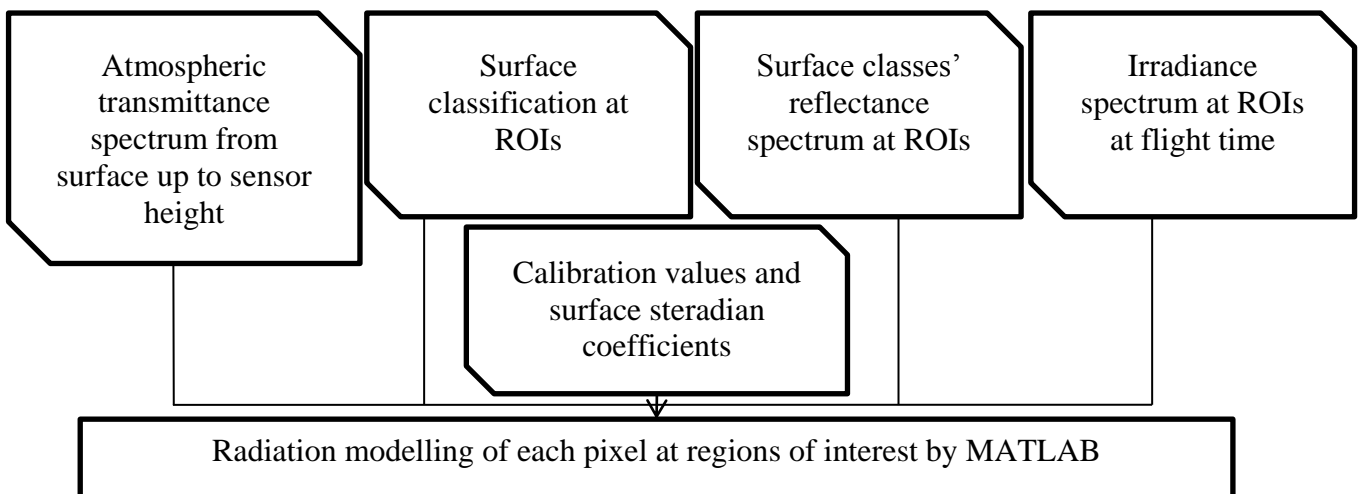 Atmospheric
transmittance
spectrum from
surface up to sensor
height
Surface
classification at
ROIs
Surface classes’
reflectance
spectrum at ROIs
Irradiance
spectrum at ROIs
at flight time
Calibration values and
surface steradian
coefficients
Radiation modelling of each pixel at regions of interest by MATLAB